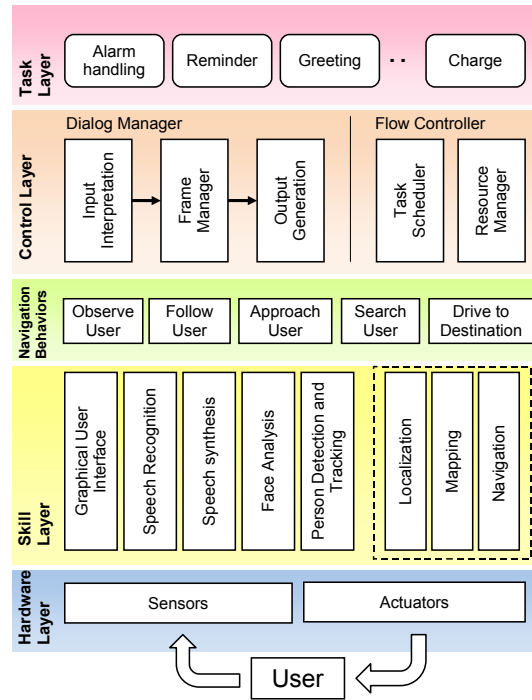 Task
Layer
Alarm
handling
Reminder
Greeting
. .
Charge
Control Layer
Dialog Manager
Flow Controller
Input
Interpretation
Frame
Manager
Output
Generation
Task
Scheduler
Resource
Manager
Navigation
Behaviors
Observe
User
Follow
User
Approach
User
Search
User
Drive to
Destination
Skill
Layer
Graphical User
Interface
Speech Recognition
Speech synthesis
Face Analysis
Person Detection and
Tracking
Localization
Mapping
Navigation
Hardware
Layer
Sensors
Actuators
User